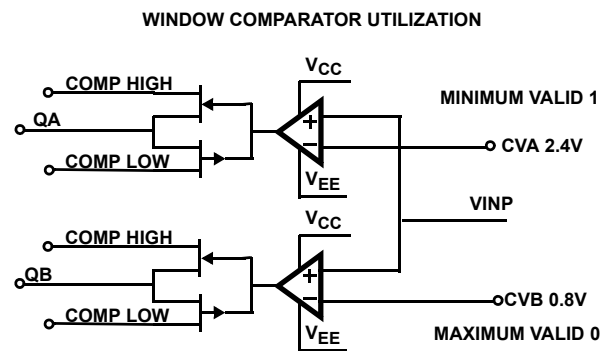 WINDOW COMPARATOR UTILIZATION
VCC
COMP HIGH
MINIMUM VALID 1
QA
+
−
CVA 2.4V
COMP LOW
VEE
VINP
VCC
COMP HIGH
QB
+
−
CVB 0.8V
COMP LOW
VEE
MAXIMUM VALID 0